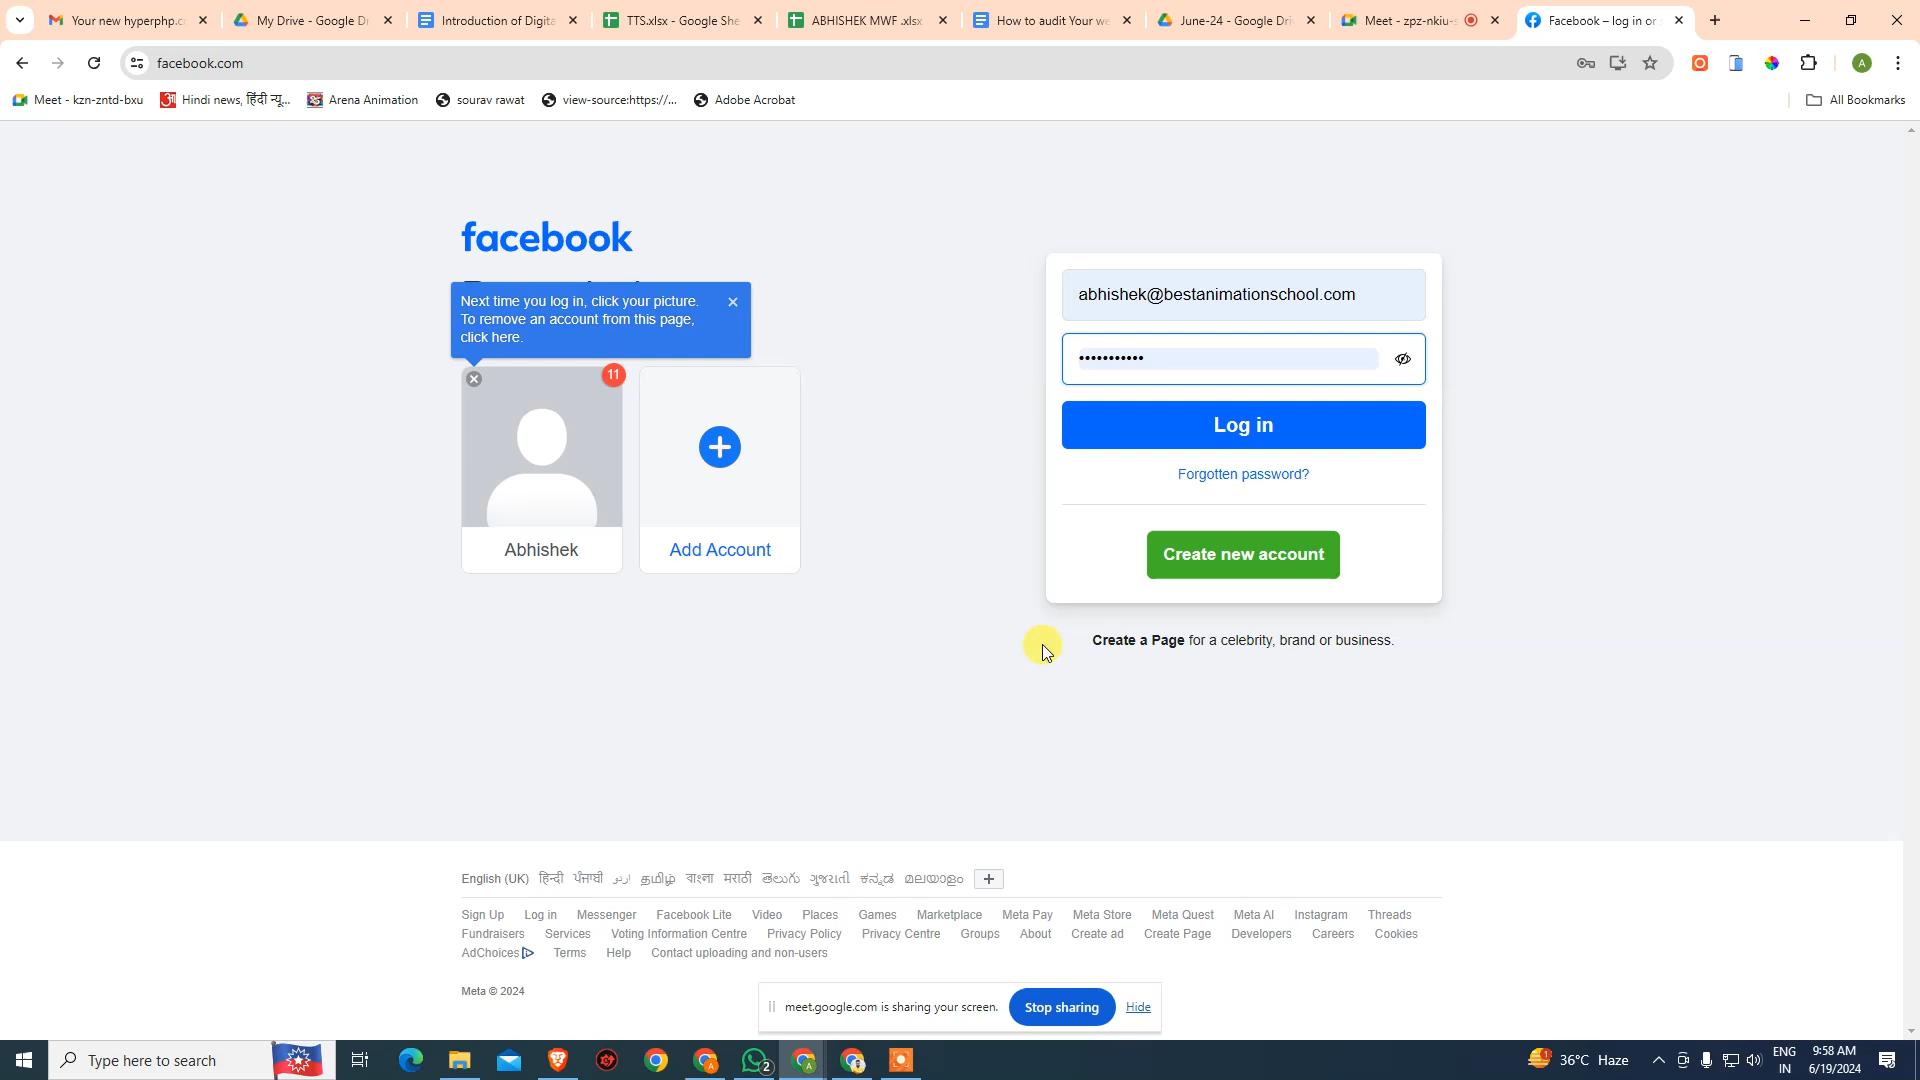 Your new hyperphp.c
My Drive - Google Dr
Introduction of Digita
TTS.xlsx - Google She
ABHISHEK MWF .xlsx
How to audit Your we
June-24 - Google Dri
Meet - zpz-nkiu-s
Facebook – log in or
facebook.com
A
Meet - kzn-zntd-bxu
Hindi news, हिंदी न्यू...
Arena Animation
sourav rawat
view-source:https://...
Adobe Acrobat
All Bookmarks
facebook
Next time you log in, click your picture.
To remove an account from this page,
click here.
11
Abhishek
Add Account
abhishek@bestanimationschool.com
Log in
Forgotten password?
Create new account
Create a Page for a celebrity, brand or business.
English (UK) हिन्दी ਪੰਜਾਬੀ اردو தமிழ் বাংলা मराठी తెలుగు ગુજરાતી ಕನ್ನಡ മലയാളം
Sign Up Log in Messenger Facebook Lite Video Places Games Marketplace Meta Pay Meta Store Meta Quest Meta AI Instagram Threads
Fundraisers Services Voting Information Centre Privacy Policy Privacy Centre Groups About Create ad Create Page Developers Careers Cookies
AdChoices Terms Help Contact uploading and non-users
Meta © 2024
meet.google.com is sharing your screen. Stop sharing Hide
Type here to search
2
36°C Haze
ENG
IN
9:58 AM
6/19/2024